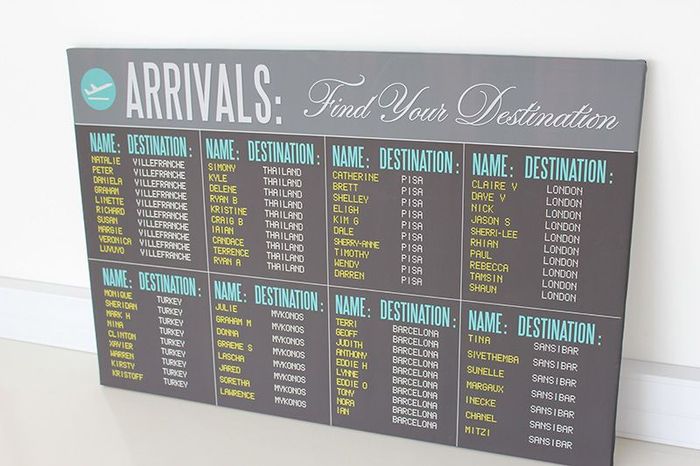 ARRIVALS: Find Your Destination
NAME: DESTINATION:
NATALIE VILLEFRANCHE
PETER VILLEFRANCHE
DANIELA VILLEFRANCHE
GRAHAM VILLEFRANCHE
LINETTE VILLEFRANCHE
RICHARD VILLEFRANCHE
SUSAN VILLEFRANCHE
MARGIE VILLEFRANCHE
VERONICA VILLEFRANCHE
LUVUYO VILLEFRANCHE
NAME: DESTINATION:
SIMONY THAILAND
KYLE THAILAND
DELENE THAILAND
RYAN B THAILAND
KRISTINE THAILAND
CRAIG B THAILAND
IAIAN THAILAND
CANDACE THAILAND
TERRENCE THAILAND
RYAN A THAILAND
NAME: DESTINATION:
CATHERINE PISA
BRETT PISA
SHELLEY PISA
ELIGH PISA
KIM G PISA
DALE PISA
SHERRY-ANNE PISA
TIMOTHY PISA
WENDY PISA
DARREN PISA
NAME: DESTINATION:
CLAIRE V LONDON
DAVE V LONDON
NICK LONDON
JASON S LONDON
SHERRI-LEE LONDON
RHIAN LONDON
PAUL LONDON
REBECCA LONDON
TAMSIN LONDON
SHAUN LONDON
NAME: DESTINATION:
MONIQUE TURKEY
SHERIDAN TURKEY
MARK H TURKEY
NINA TURKEY
CLINTON TURKEY
XAVIER TURKEY
WARREN TURKEY
KIRSTY TURKEY
KRISTOFF TURKEY
NAME: DESTINATION:
JULIE MYKONOS
GRAHAM M MYKONOS
DONNA MYKONOS
GRAEME S MYKONOS
LASCHA MYKONOS
JARED MYKONOS
SORETHA MYKONOS
LAWRENCE MYKONOS
NAME: DESTINATION:
TERRI BARCELONA
GEOFF BARCELONA
JUDITH BARCELONA
ANTHONY BARCELONA
EDDIE H BARCELONA
LYNNE BARCELONA
EDDIE O BARCELONA
TONY BARCELONA
NORA BARCELONA
IAN BARCELONA
NAME: DESTINATION:
TINA SANSIBAR
SIYETHEMBA SANSIBAR
SUNELLE SANSIBAR
MARGAUX SANSIBAR
INECKE SANSIBAR
CHANEL SANSIBAR
MITZI SANSIBAR